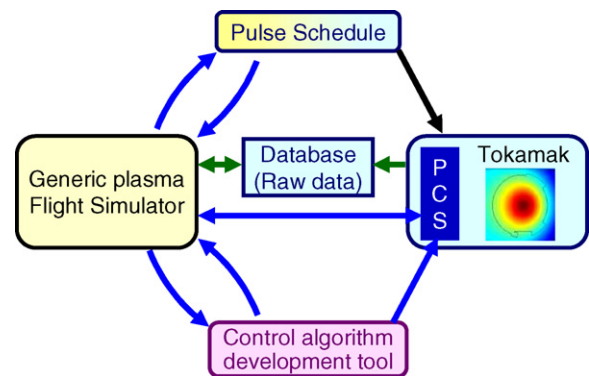 Pulse Schedule
Generic plasma
Flight Simulator
Database
(Raw data)
P
C
S
Tokamak
Control algorithm
development tool